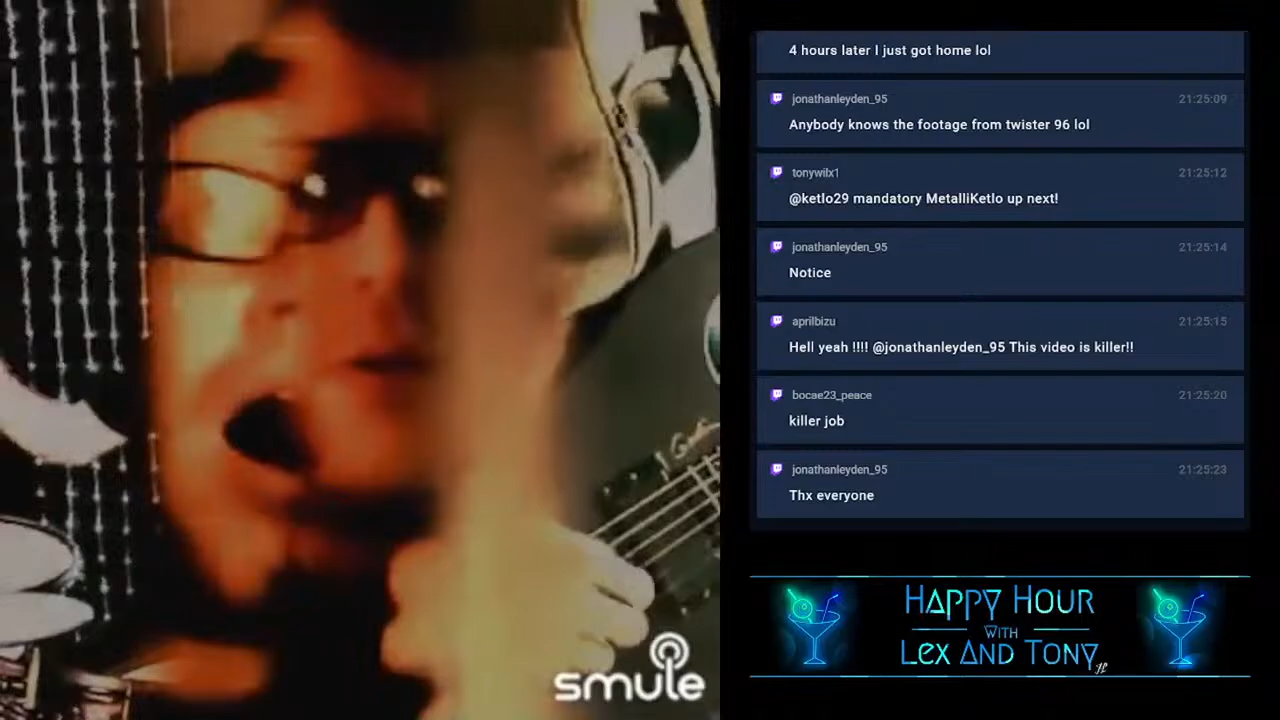 4 hours later I just got home lol
jonathanleyden_95 21:25:09
Anybody knows the footage from twister 96 lol
tonywilx1 21:25:12
@ketlo29 mandatory MetalliKetlo up next!
jonathanleyden_95 21:25:14
Notice
aprilbizu 21:25:15
Hell yeah !!!! @jonathanleyden_95 This video is killer!!
bocae23_peace 21:25:20
killer job
jonathanleyden_95 21:25:23
Thx everyone
HAPPY HOUR
WITH
LEX AND TONY
smule